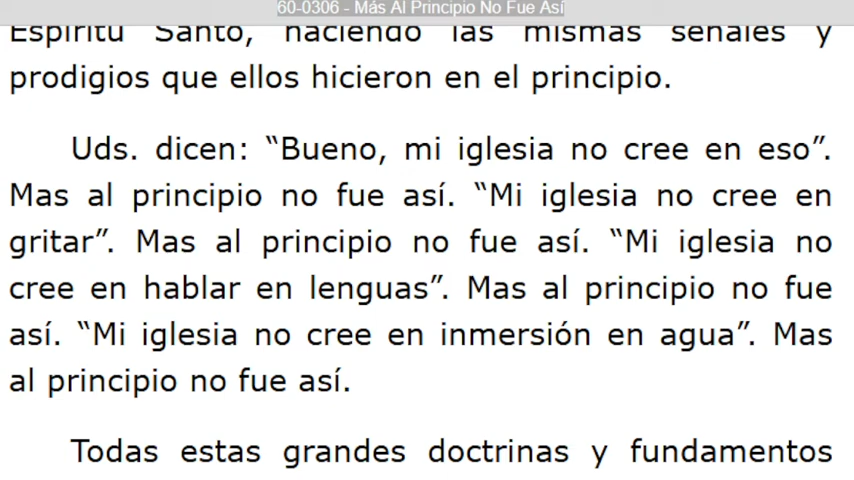 60-0306 - Mās Al Principio No Fue Así
Espíritu Santo, haciendo las mismas señales y
prodigios que ellos hicieron en el principio.
Uds. dicen: “Bueno, mi iglesia no cree en eso”.
Mas al principio no fue así. “Mi iglesia no cree en
gritar”. Mas al principio no fue así. “Mi iglesia no
cree en hablar en lenguas”. Mas al principio no fue
así. “Mi iglesia no cree en inmersión en agua”. Mas
al principio no fue así.
Todas estas grandes doctrinas y fundamentos